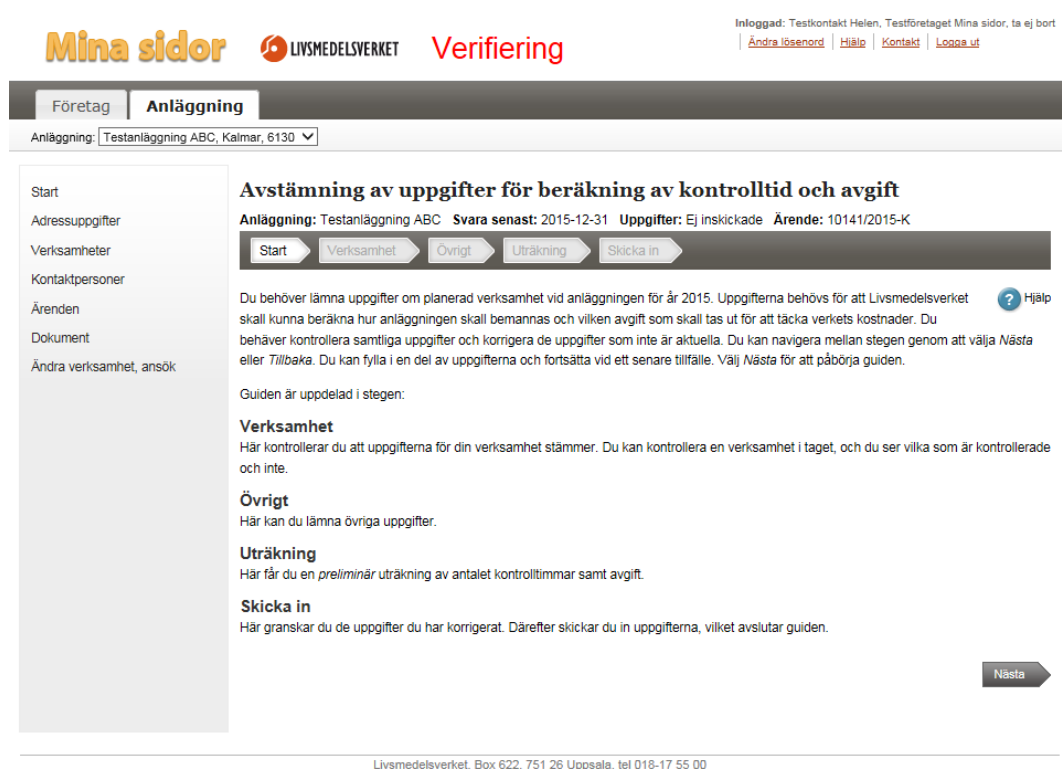 Mina sidor
LIVSMEDELSVERKET
Verifiering
Inloggad: Testkontakt Helen, Testföretaget Mina sidor, ta ej bort
Ändra lösenord | Hjälp | Kontakt | Logga ut
Företag
Anläggning
Anläggning: Testanläggning ABC, Kalmar, 6130
Start
Adressuppgifter
Verksamheter
Kontaktpersoner
Ärenden
Dokument
Ändra verksamhet, ansök
Avstämning av uppgifter för beräkning av kontrolltid och avgift
Anläggning: Testanläggning ABC Svara senast: 2015-12-31 Uppgifter: Ej inskickade Ärende: 10141/2015-K
Start Verksamhet Övrigt Uträkning Skicka in
Hjälp
Du behöver lämna uppgifter om planerad verksamhet vid anläggningen för år 2015. Uppgifterna behövs för att Livsmedelsverket
skall kunna beräkna hur anläggningen skall bemannas och vilken avgift som skall tas ut för att täcka verkets kostnader. Du
behäver kontrollera samtliga uppgifter och korrigera de uppgifter som inte är aktuella. Du kan navigera mellan stegen genom att välja Nästa
eller Tillbaka. Du kan fylla i en del av uppgifterna och fortsätta vid ett senare tillfälle. Välj Nästa för att påbörja guiden.
Guiden är uppdelad i stegen:
Verksamhet
Här kontrollerar du att uppgifterna för din verksamhet stämmer. Du kan kontrollera en verksamhet i taget, och du ser vilka som är kontrollerade
och inte.
Övrigt
Här kan du lämna övriga uppgifter.
Uträkning
Här får du en preliminär uträkning av antalet kontrolltimmar samt avgift.
Skicka in
Här granskar du de uppgifter du har korrigerat. Därefter skickar du in uppgifterna, vilket avslutar guiden.
Nästa
Livsmedelsverket, Box 622, 751 26 Uppsala, tel 018-17 55 00